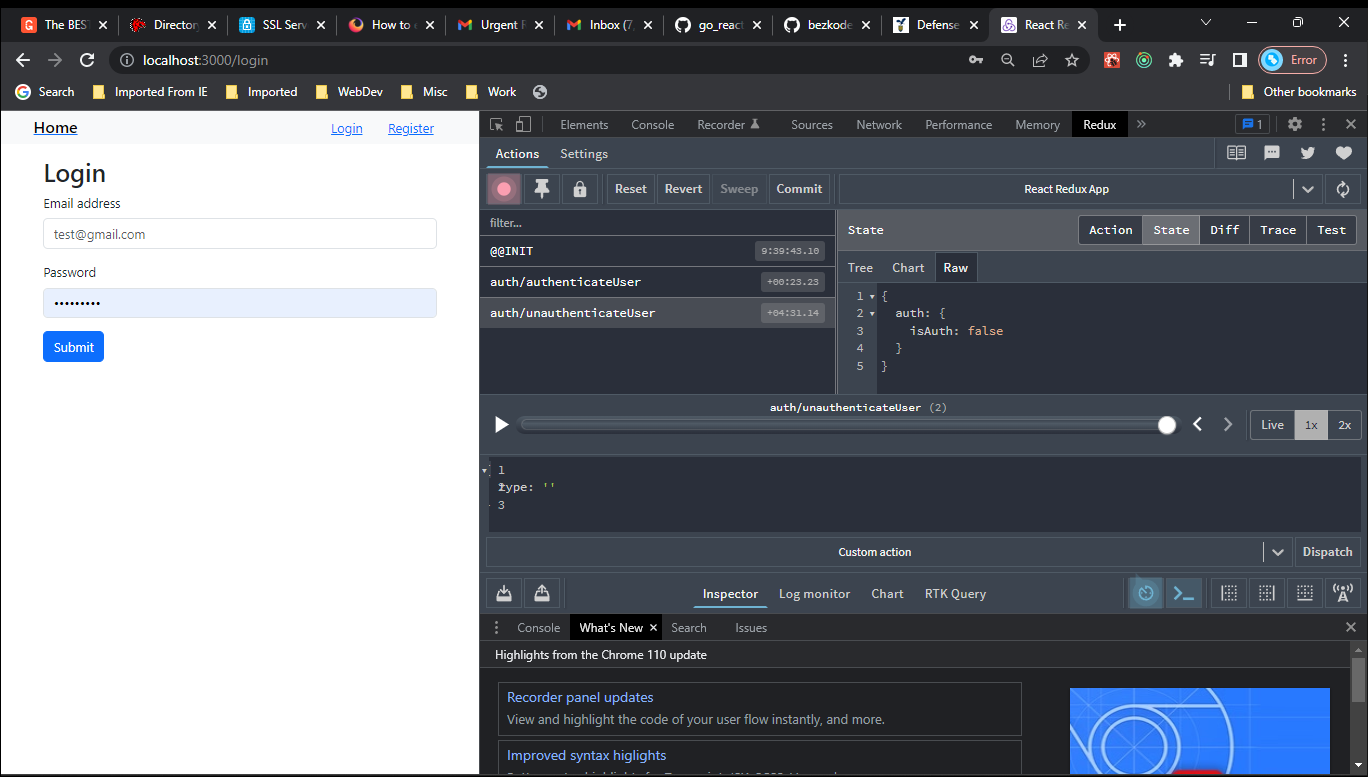 The BES
Director
SSL Serv
How to e
Urgent F
Inbox (7,
go_react
bezkode
Defense
React Re
localhost:3000/login
Error
Search
Imported From IE
Imported
WebDev
Misc
Work
Other bookmarks
Home
Login
Register
Login
Email address
test@gmail.com
Password
•••••••••
Submit
Elements
Console
Recorder
Sources
Network
Performance
Memory
Redux
1
Actions
Settings
Reset
Revert
Sweep
Commit
React Redux App
filter...
@@INIT 9:39:43.10
auth/authenticateUser +00:23.23
auth/unauthenticateUser +04:31.14
State
Action
State
Diff
Trace
Test
Tree
Chart
Raw
1 {
2 auth: {
3 isAuth: false
4 }
5 }
auth/unauthenticateUser (2)
Live
1x
2x
1
2 type: ''
3
Custom action
Dispatch
Inspector
Log monitor
Chart
RTK Query
Console
What's New
Search
Issues
Highlights from the Chrome 110 update
Recorder panel updates
View and highlight the code of your user flow instantly, and more.
Improved syntax higlights